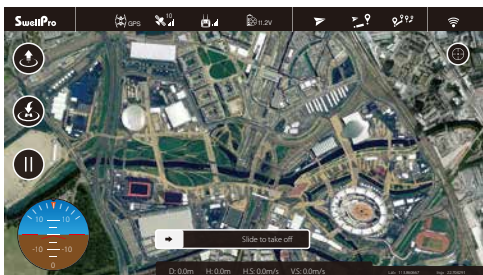 SwellPro GPS 10 11.2V
10 10
-10 -10
0
Slide to take off
D: 0.0m H: 0.0m H.S: 0.0m/s V.S: 0.0m/s